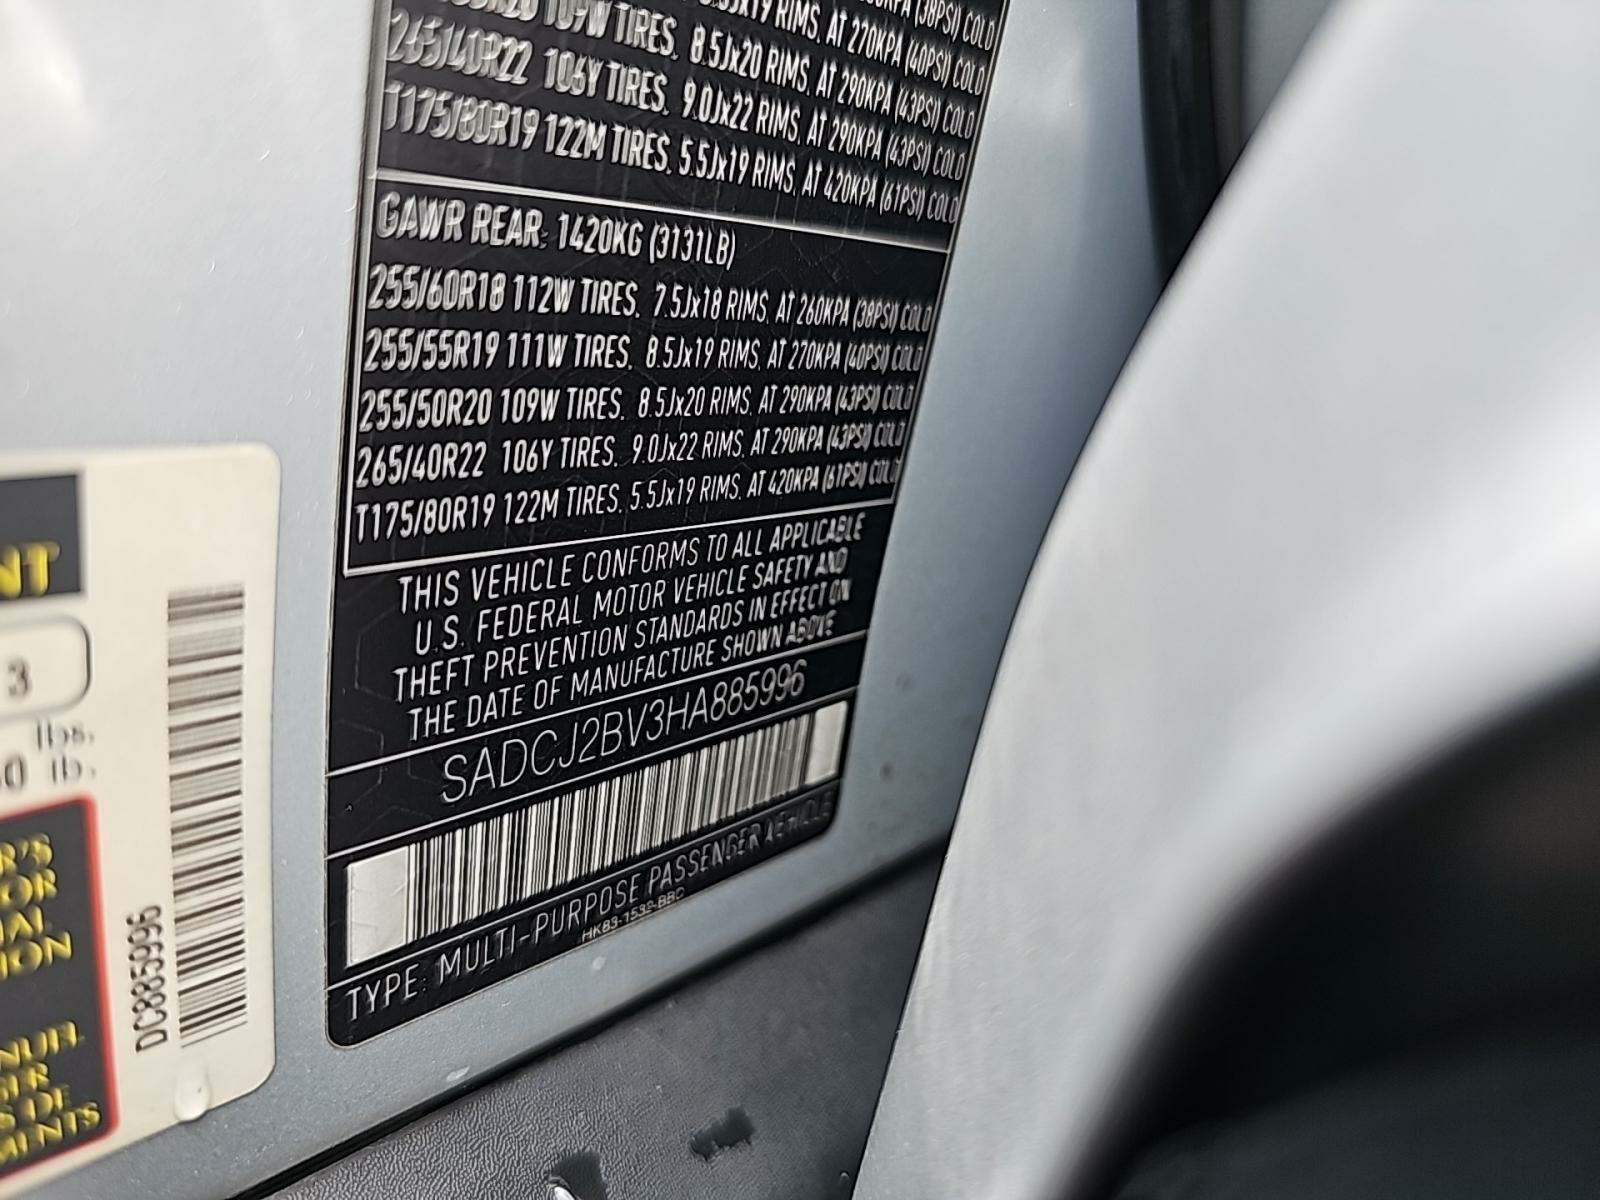 109W TIRES, 8.5Jx20 RIMS, AT 290KPA (43PSI) COLD
265/40R22 106Y TIRES, 9.0Jx22 RIMS, AT 290KPA (43PSI) COLD
T175/80R19 122M TIRES, 5.5Jx19 RIMS, AT 420KPA (61PSI) COLD
GAWR REAR: 1420KG (3131LB)
255/60R18 112W TIRES, 7.5Jx18 RIMS, AT 260KPA (38PSI) COLD
255/55R19 111W TIRES, 8.5Jx19 RIMS, AT 270KPA (40PSI) COLD
255/50R20 109W TIRES, 8.5Jx20 RIMS, AT 290KPA (43PSI) COLD
265/40R22 106Y TIRES, 9.0Jx22 RIMS, AT 290KPA (43PSI) COLD
T175/80R19 122M TIRES, 5.5Jx19 RIMS, AT 420KPA (61PSI) COLD
THIS VEHICLE CONFORMS TO ALL APPLICABLE
U.S. FEDERAL MOTOR VEHICLE SAFETY AND
THEFT PREVENTION STANDARDS IN EFFECT ON
THE DATE OF MANUFACTURE SHOWN ABOVE
SADCJ2BV3HA885996
TYPE: MULTI-PURPOSE PASSENGER VEHICLE
HK83-1532-BBC
NT
3
lbs.
lb.
DC885996